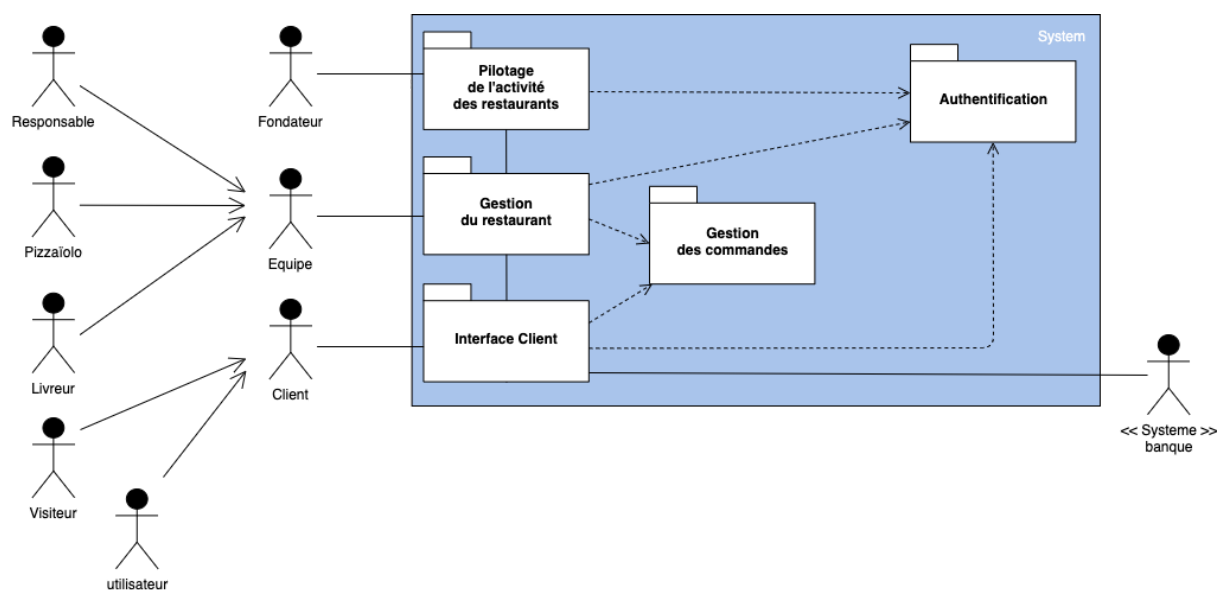 System
Pilotage
de l'activité
des restaurants
Authentification
Responsable
Fondateur
Gestion
du restaurant
Gestion
des commandes
Pizzaïolo
Equipe
Interface Client
Livreur
Client
<< Systeme >>
banque
Visiteur
utilisateur